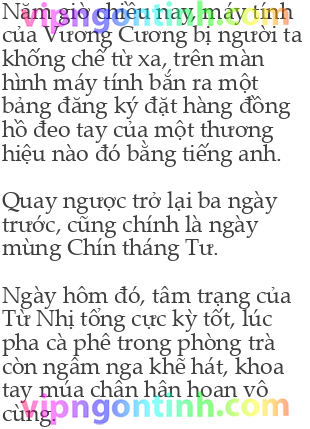 vipngontinh.com
Năm giờ chiều nay, máy tính
của Vương Cương bị người ta
khống chế từ xa, trên màn
hình máy tính bắn ra một
bảng đăng ký đặt hàng đồng
hồ đeo tay của một thương
hiệu nào đó bằng tiếng anh.
Quay ngược trở lại ba ngày
trước, cũng chính là ngày
mùng Chín tháng Tư.
Ngày hôm đó, tâm trạng của
Từ Nhị tổng cực kỳ tốt, lúc
pha cà phê trong phòng trà
còn ngâm nga khẽ hát, khoa
tay múa chân hân hoan vô
cùng.
vipngontinh.com